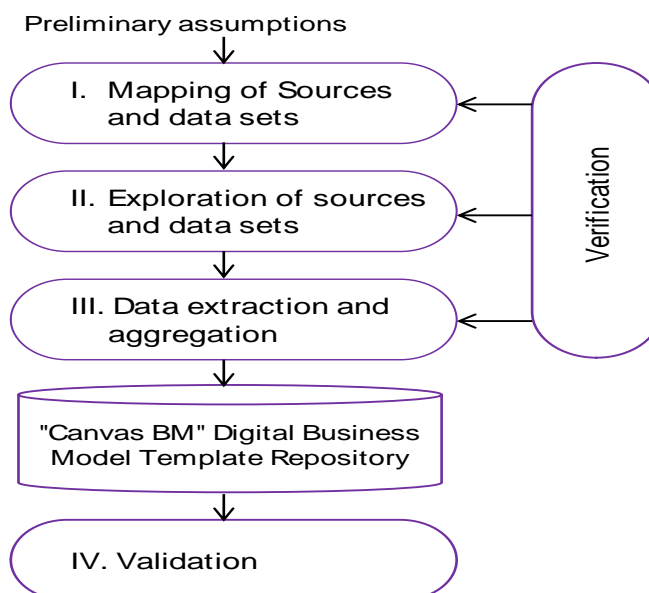 Preliminary assumptions
I. Mapping of Sources
and data sets
II. Exploration of sources
and data sets
III. Data extraction and
aggregation
"Canvas BM" Digital Business
Model Template Repository
IV. Validation
Verification